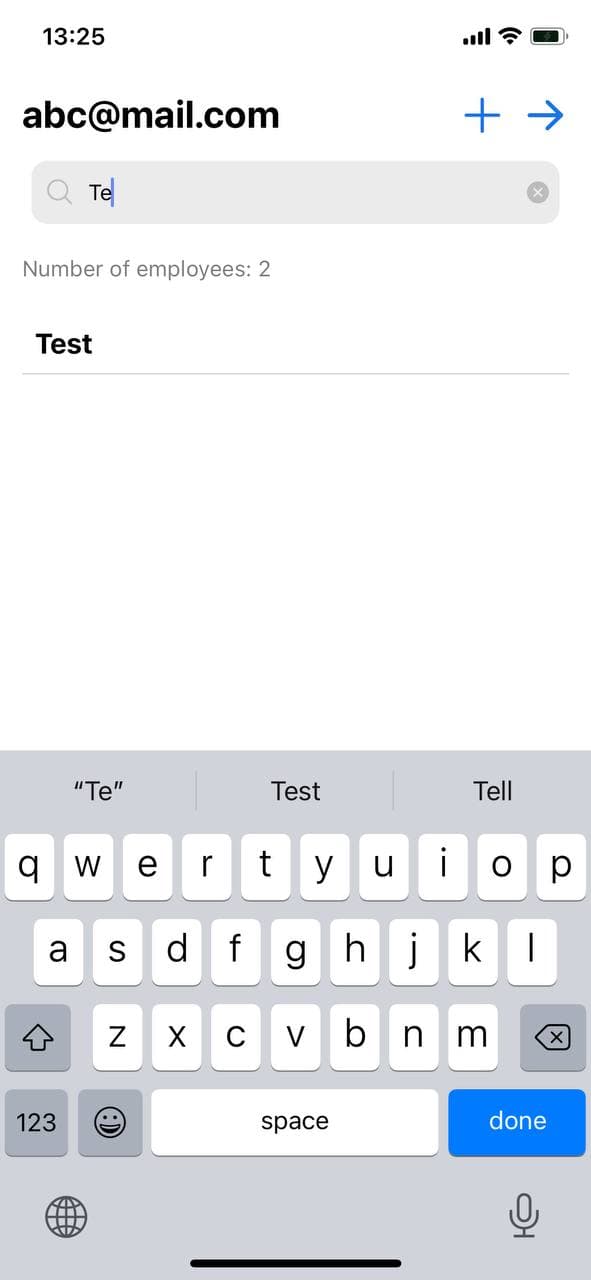 13:25
abc@mail.com
Te
Number of employees: 2
Test
“Te” Test Tell
q w e r t y u i o p
a s d f g h j k l
z x c v b n m
123 space done